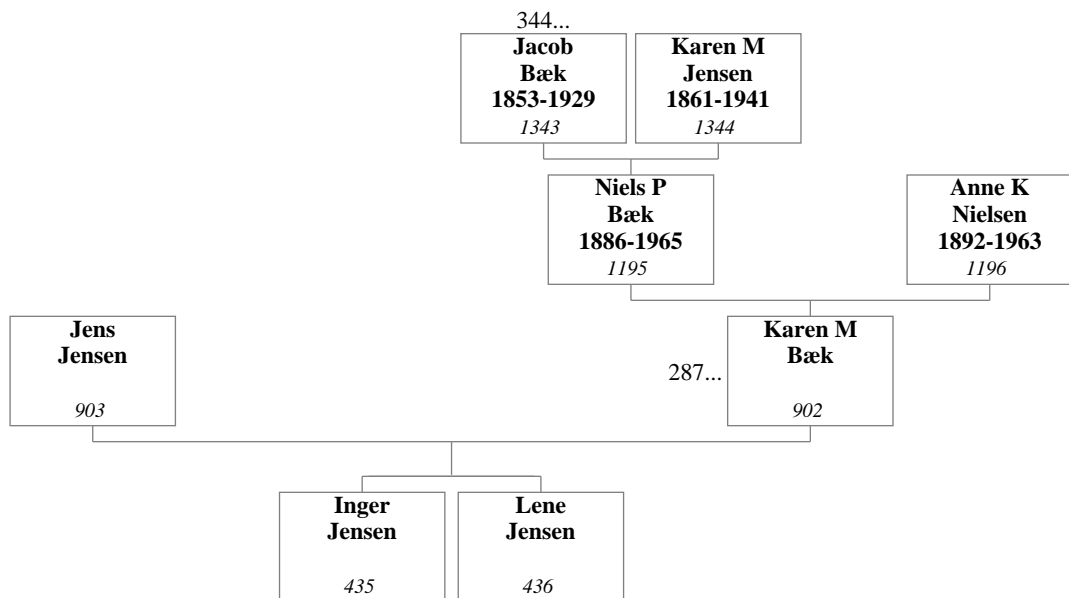 344...
Jacob
Bæk
1853-1929
1343
Karen M
Jensen
1861-1941
1344
Niels P
Bæk
1886-1965
1195
Anne K
Nielsen
1892-1963
1196
Jens
Jensen
903
287...
Karen M
Bæk
902
Inger
Jensen
435
Lene
Jensen
436